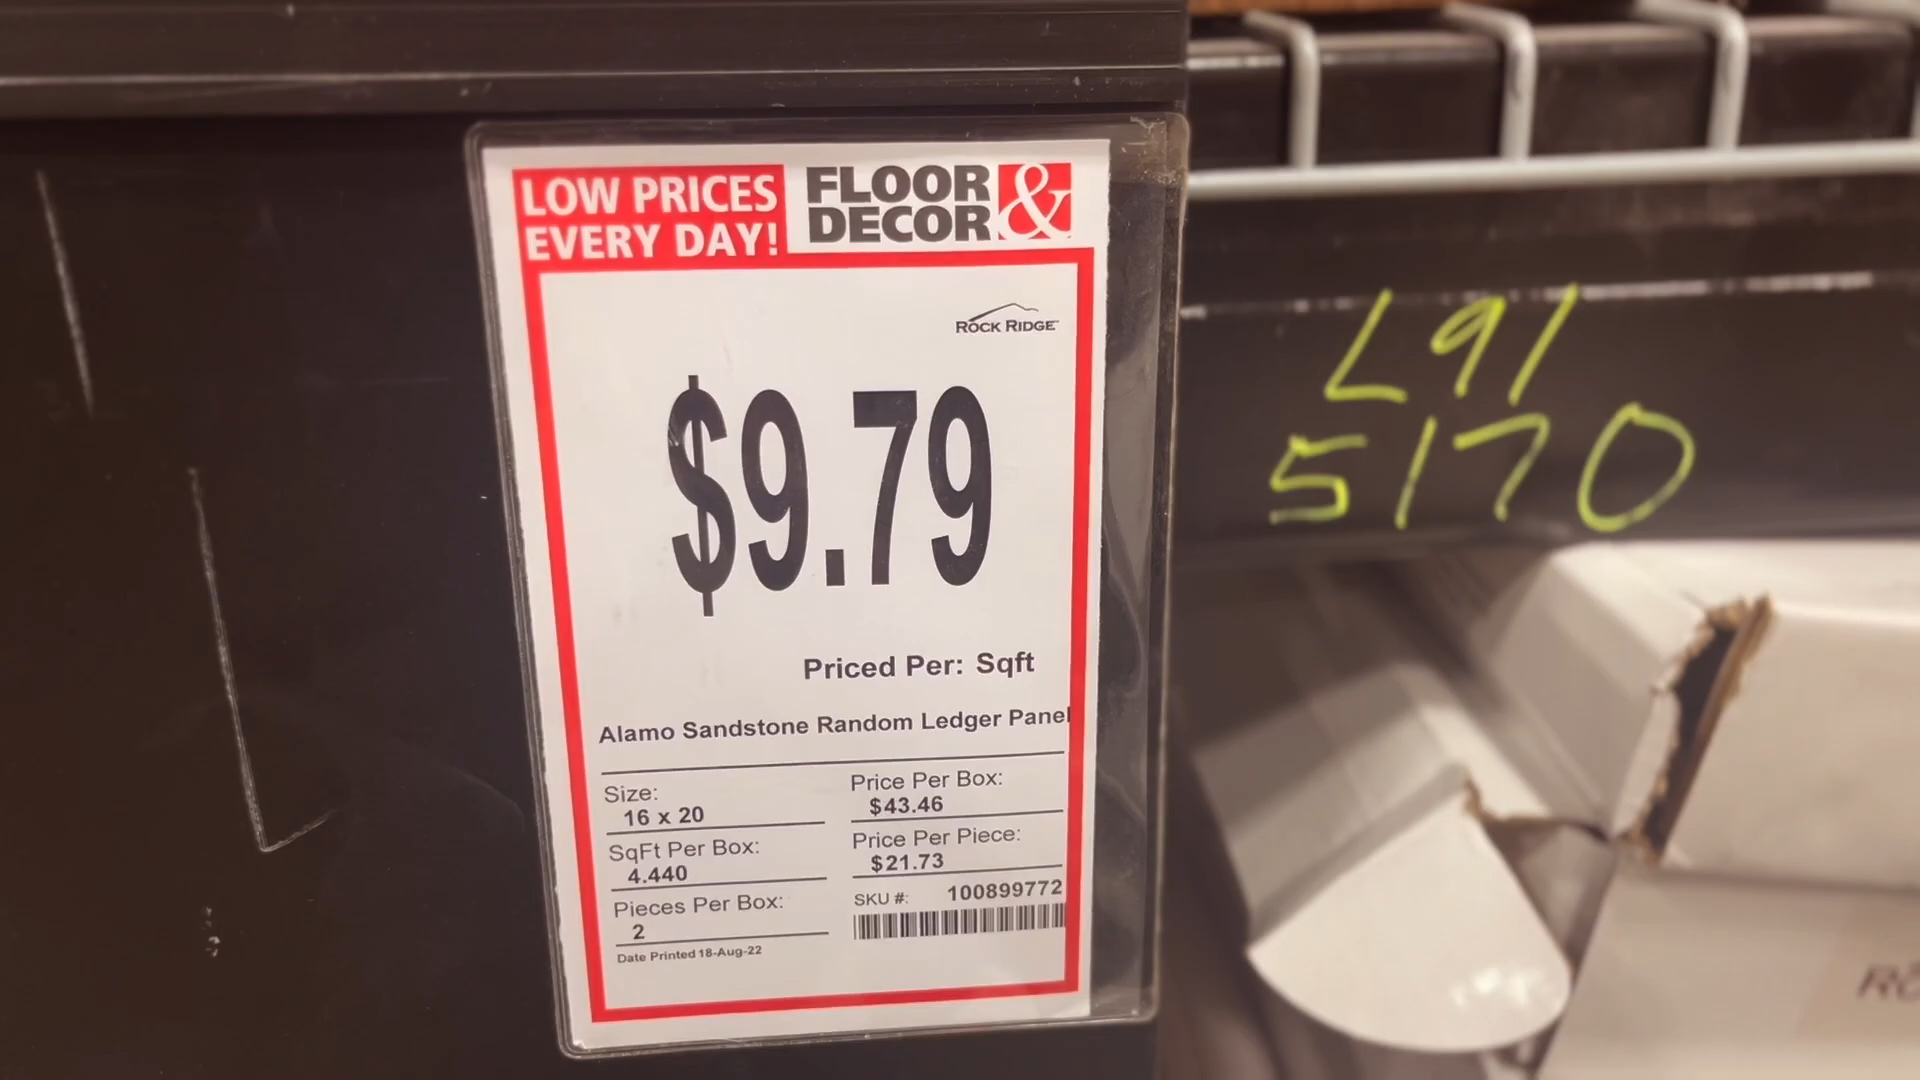 LOW PRICES
EVERY DAY!
FLOOR &
DECOR
ROCK RIDGE
$9.79
Priced Per: Sqft
Alamo Sandstone Random Ledger Panel
Size:
16 x 20
SqFt Per Box:
4.440
Pieces Per Box:
2
Date Printed 18-Aug-22
Price Per Box:
$43.46
Price Per Piece:
$21.73
SKU #: 100899772
L91
5170